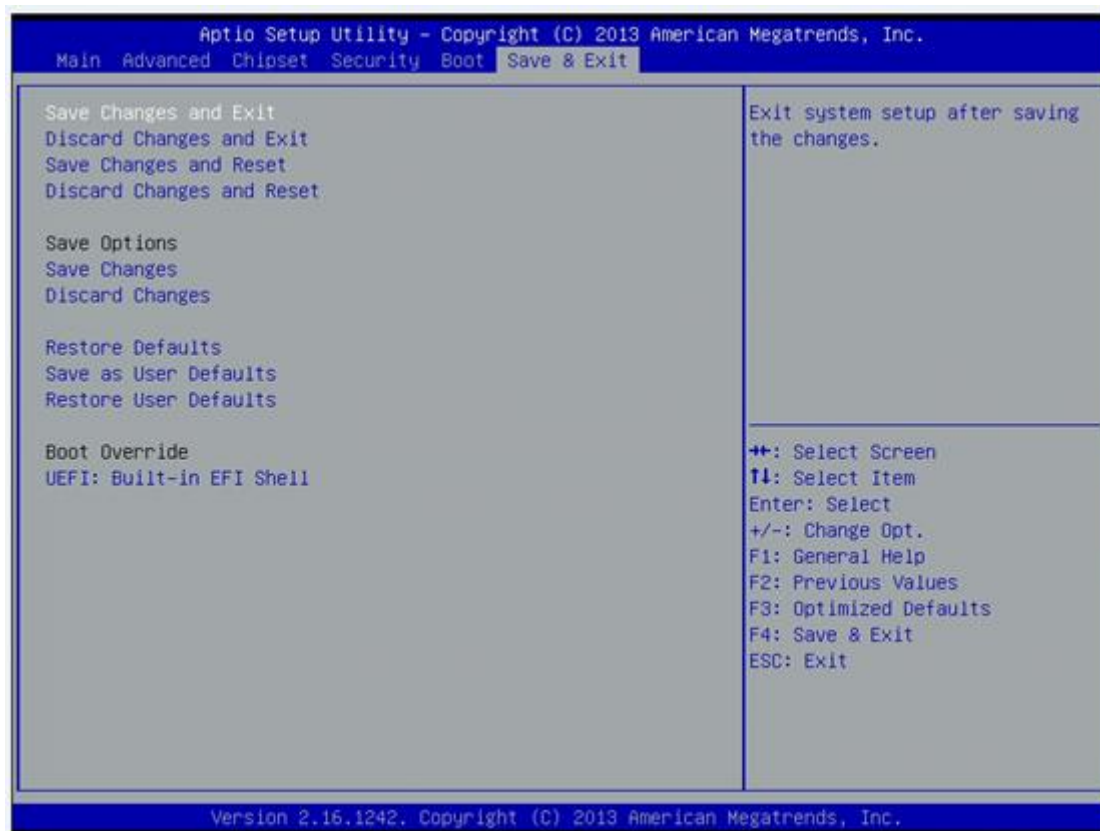 Aptio Setup Utility – Copyright (C) 2013 American Megatrends, Inc.
Main Advanced Chipset Security Boot Save & Exit
Save Changes and Exit
Discard Changes and Exit
Save Changes and Reset
Discard Changes and Reset
Save Options
Save Changes
Discard Changes
Restore Defaults
Save as User Defaults
Restore User Defaults
Boot Override
UEFI: Built-in EFI Shell
Exit system setup after saving
the changes.
→←: Select Screen
↑↓: Select Item
Enter: Select
+/-: Change Opt.
F1: General Help
F2: Previous Values
F3: Optimized Defaults
F4: Save & Exit
ESC: Exit
Version 2.16.1242. Copyright (C) 2013 American Megatrends, Inc.